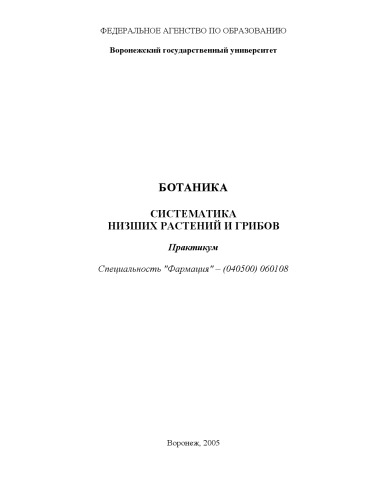 ФЕДЕРАЛЬНОЕ АГЕНСТВО ПО ОБРАЗОВАНИЮ
Воронежский государственный университет
БОТАНИКА
СИСТЕМАТИКА
НИЗШИХ РАСТЕНИЙ И ГРИБОВ
Практикум
Специальность "Фармация" – (040500) 060108
Воронеж, 2005